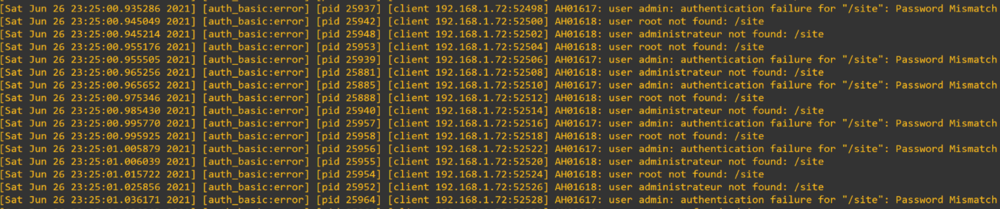 [Sat Jun 26 23:25:00.935286 2021] [auth_basic:error] [pid 25937] [client 192.168.1.72:52498] AH01617: user admin: authentication failure for "/site": Password Mismatch
[Sat Jun 26 23:25:00.945049 2021] [auth_basic:error] [pid 25942] [client 192.168.1.72:52500] AH01618: user root not found: /site
[Sat Jun 26 23:25:00.945214 2021] [auth_basic:error] [pid 25948] [client 192.168.1.72:52502] AH01618: user administrateur not found: /site
[Sat Jun 26 23:25:00.955176 2021] [auth_basic:error] [pid 25953] [client 192.168.1.72:52504] AH01618: user root not found: /site
[Sat Jun 26 23:25:00.955505 2021] [auth_basic:error] [pid 25939] [client 192.168.1.72:52506] AH01617: user admin: authentication failure for "/site": Password Mismatch
[Sat Jun 26 23:25:00.965256 2021] [auth_basic:error] [pid 25881] [client 192.168.1.72:52508] AH01618: user administrateur not found: /site
[Sat Jun 26 23:25:00.965652 2021] [auth_basic:error] [pid 25885] [client 192.168.1.72:52510] AH01617: user admin: authentication failure for "/site": Password Mismatch
[Sat Jun 26 23:25:00.975346 2021] [auth_basic:error] [pid 25888] [client 192.168.1.72:52512] AH01618: user root not found: /site
[Sat Jun 26 23:25:00.985430 2021] [auth_basic:error] [pid 25940] [client 192.168.1.72:52514] AH01618: user administrateur not found: /site
[Sat Jun 26 23:25:00.995770 2021] [auth_basic:error] [pid 25957] [client 192.168.1.72:52516] AH01617: user admin: authentication failure for "/site": Password Mismatch
[Sat Jun 26 23:25:00.995925 2021] [auth_basic:error] [pid 25958] [client 192.168.1.72:52518] AH01618: user root not found: /site
[Sat Jun 26 23:25:01.005879 2021] [auth_basic:error] [pid 25956] [client 192.168.1.72:52522] AH01617: user admin: authentication failure for "/site": Password Mismatch
[Sat Jun 26 23:25:01.006039 2021] [auth_basic:error] [pid 25955] [client 192.168.1.72:52520] AH01618: user administrateur not found: /site
[Sat Jun 26 23:25:01.015722 2021] [auth_basic:error] [pid 25954] [client 192.168.1.72:52524] AH01618: user root not found: /site
[Sat Jun 26 23:25:01.025856 2021] [auth_basic:error] [pid 25952] [client 192.168.1.72:52526] AH01618: user administrateur not found: /site
[Sat Jun 26 23:25:01.036171 2021] [auth_basic:error] [pid 25964] [client 192.168.1.72:52528] AH01617: user admin: authentication failure for "/site": Password Mismatch